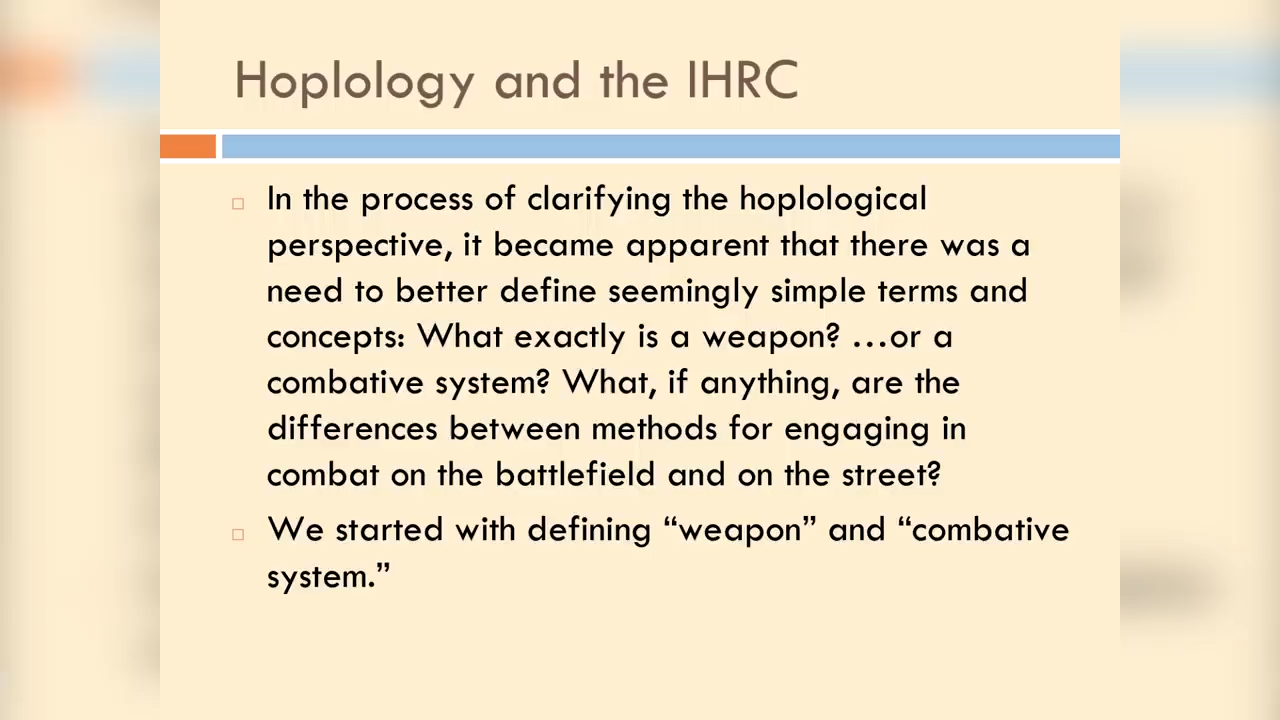 Hoplology and the IHRC
In the process of clarifying the hoplological
perspective, it became apparent that there was a
need to better define seemingly simple terms and
concepts: What exactly is a weapon? …or a
combative system? What, if anything, are the
differences between methods for engaging in
combat on the battlefield and on the street?
We started with defining “weapon” and “combative
system.”